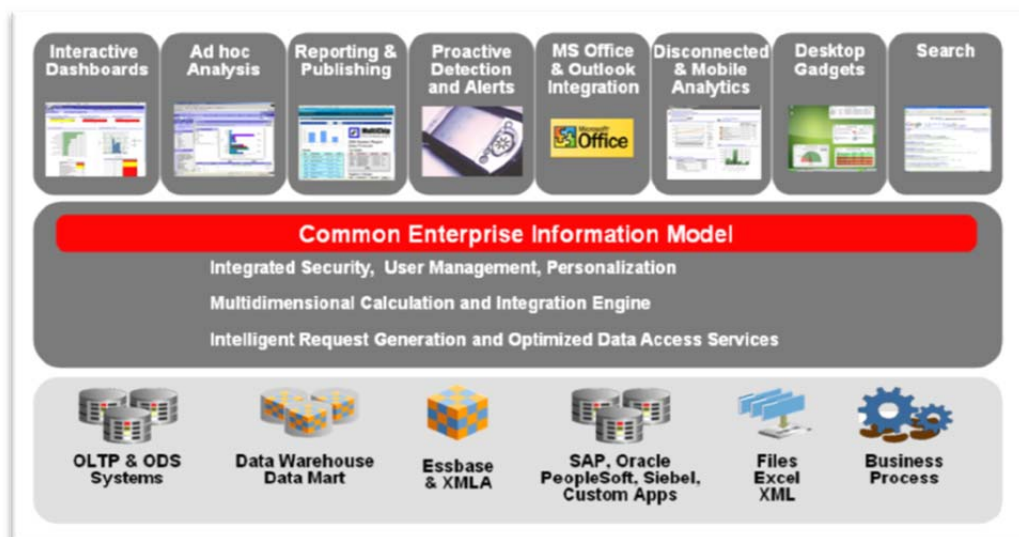 Interactive
Dashboards
Ad hoc
Analysis
Reporting &
Publishing
Proactive
Detection
and Alerts
MS Office
& Outlook
Integration
Disconnected
& Mobile
Analytics
Desktop
Gadgets
Search
Microsoft
Office
Common Enterprise Information Model
Integrated Security, User Management, Personalization
Multidimensional Calculation and Integration Engine
Intelligent Request Generation and Optimized Data Access Services
OLTP & ODS
Systems
Data Warehouse
Data Mart
Essbase
& XMLA
SAP, Oracle
PeopleSoft, Siebel,
Custom Apps
Files
Excel
XML
Business
Process